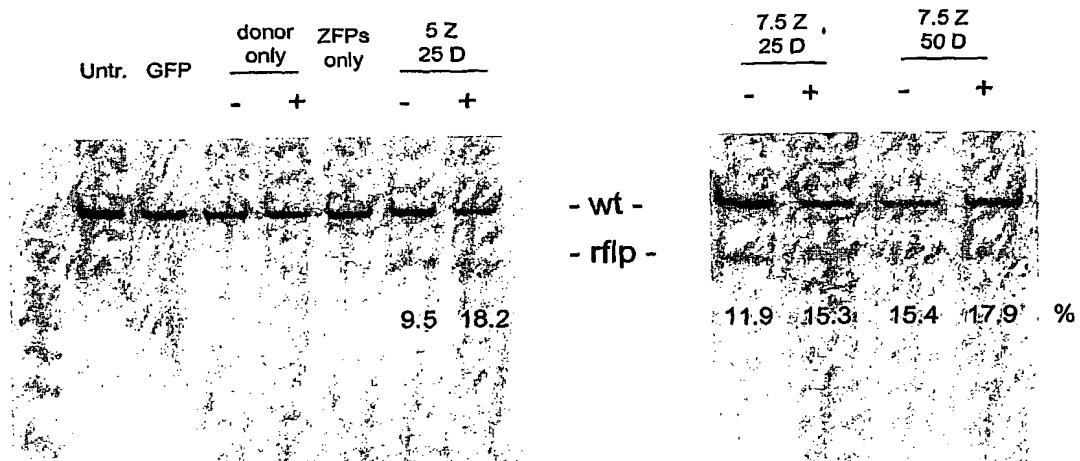 Untr. GFP donor only ZFPs only 5 Z 25 D
- + - +
7.5 Z 25 D 7.5 Z 50 D
- + - +
- wt -
- rflp -
9.5 18.2
11.9 15.3 15.4 17.9 %